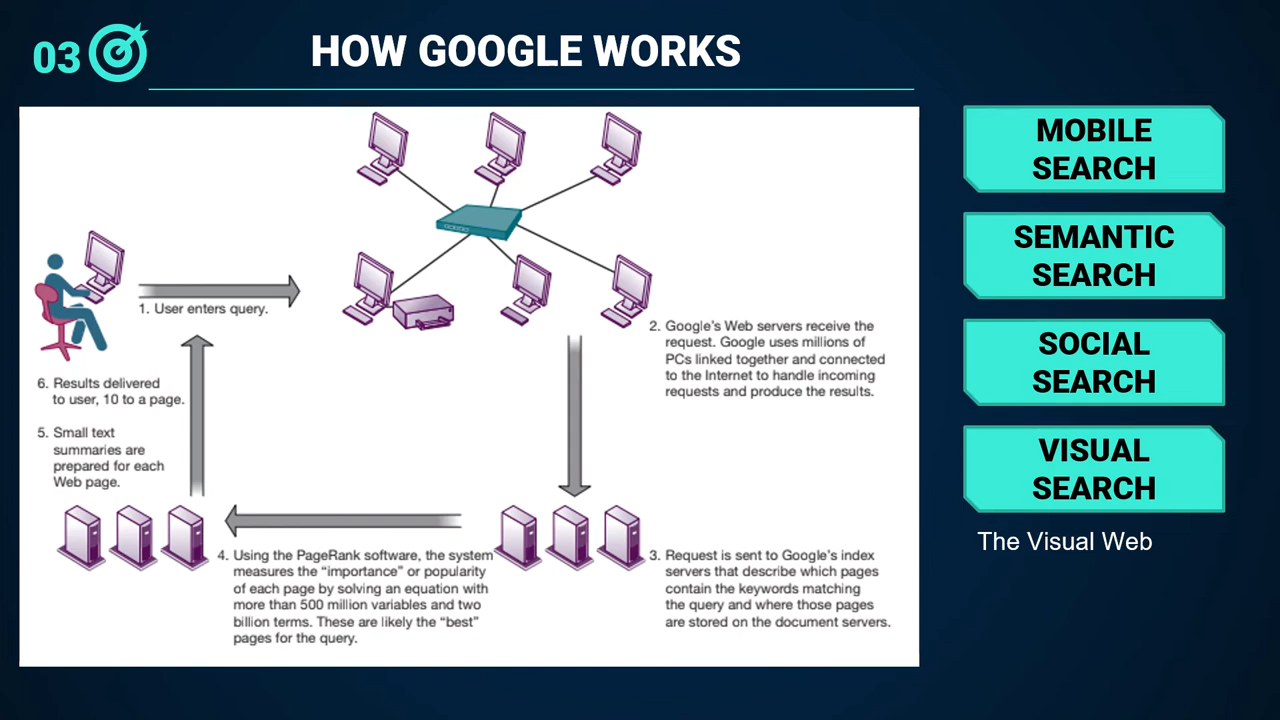 03
HOW GOOGLE WORKS
1. User enters query.
2. Google's Web servers receive the
request. Google uses millions of
PCs linked together and connected
to the Internet to handle incoming
requests and produce the results.
3. Request is sent to Google's index
servers that describe which pages
contain the keywords matching
the query and where those pages
are stored on the document servers.
4. Using the PageRank software, the system
measures the “importance” or popularity
of each page by solving an equation with
more than 500 million variables and two
billion terms. These are likely the “best”
pages for the query.
5. Small text
summaries are
prepared for each
Web page.
6. Results delivered
to user, 10 to a page.
MOBILE
SEARCH
SEMANTIC
SEARCH
SOCIAL
SEARCH
VISUAL
SEARCH
The Visual Web